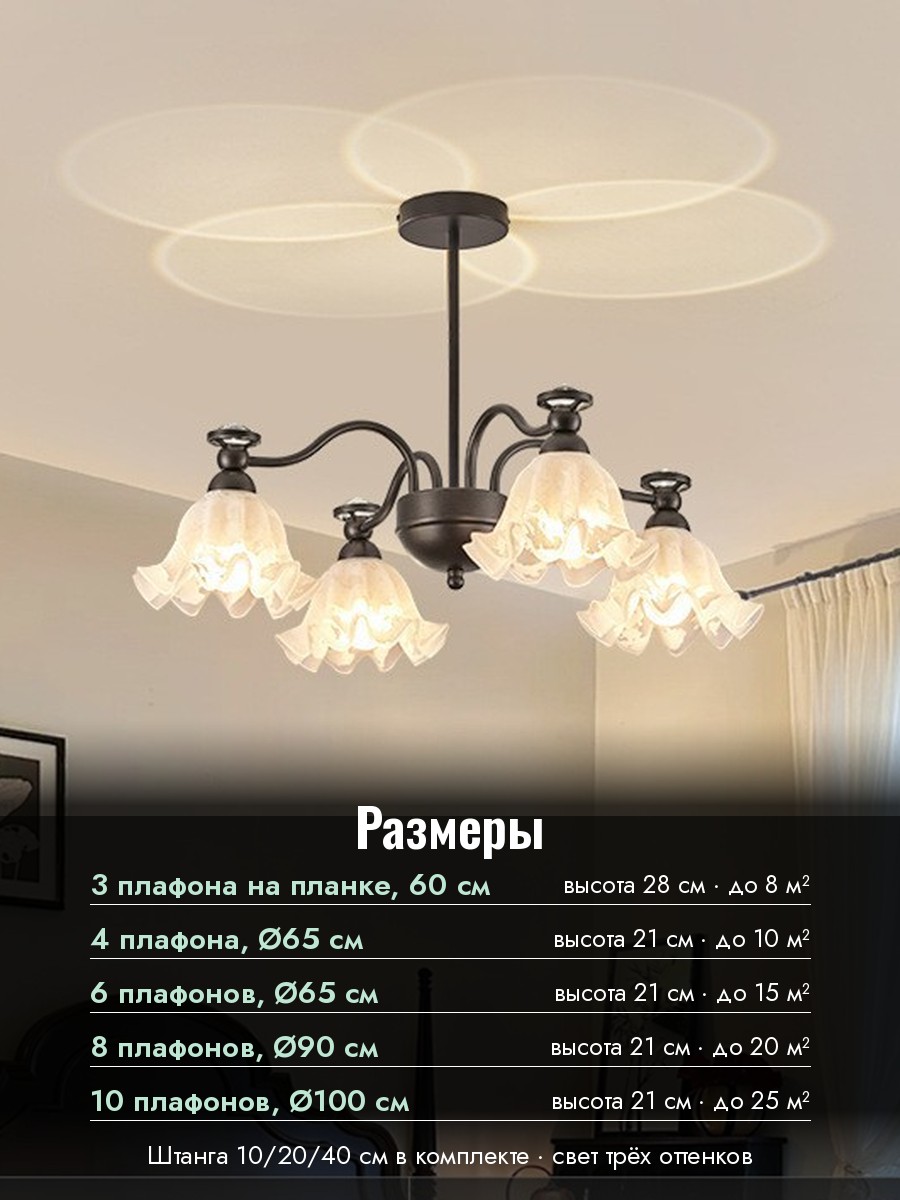 Размеры
3 плафона на планке, 60 см высота 28 см · до 8 м²
4 плафона, Ø65 см высота 21 см · до 10 м²
6 плафонов, Ø65 см высота 21 см · до 15 м²
8 плафонов, Ø90 см высота 21 см · до 20 м²
10 плафонов, Ø100 см высота 21 см · до 25 м²
Штанга 10/20/40 см в комплекте · свет трёх оттенков